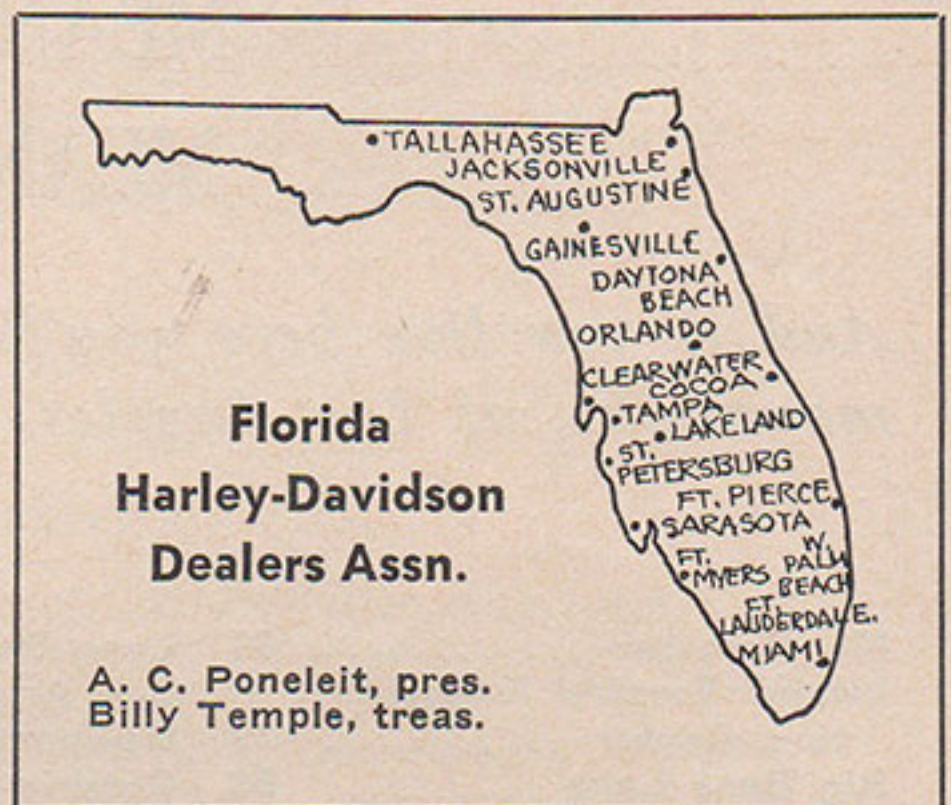 TALLAHASSEE
JACKSONVILLE
ST. AUGUSTINE
GAINESVILLE
DAYTONA
BEACH
ORLANDO
CLEARWATER
COCOA
TAMPA
LAKELAND
ST.
PETERSBURG
FT. PIERCE
SARASOTA
W.
PALM
BEACH
FT.
MYERS
FT.
LAUDERDALE.
MIAMI
Florida
Harley-Davidson
Dealers Assn.
A. C. Poneleit, pres.
Billy Temple, treas.